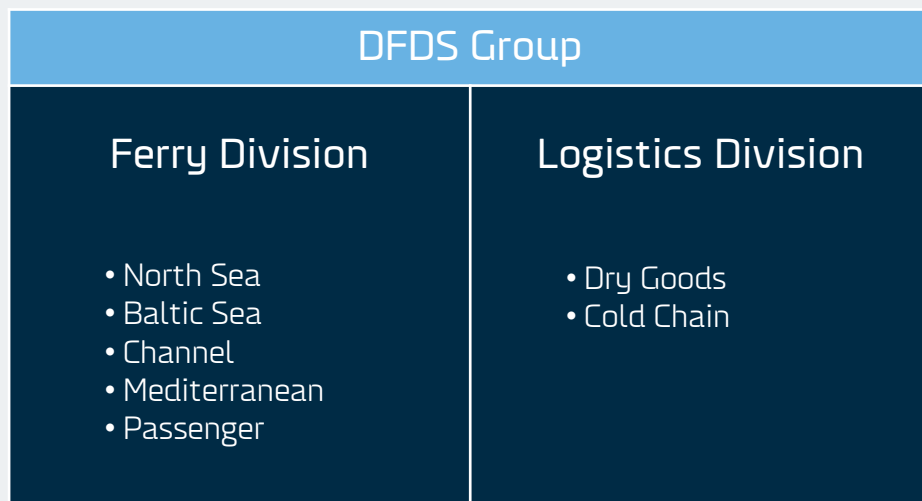 DFDS Group
Ferry Division
• North Sea
• Baltic Sea
• Channel
• Mediterranean
• Passenger
Logistics Division
• Dry Goods
• Cold Chain